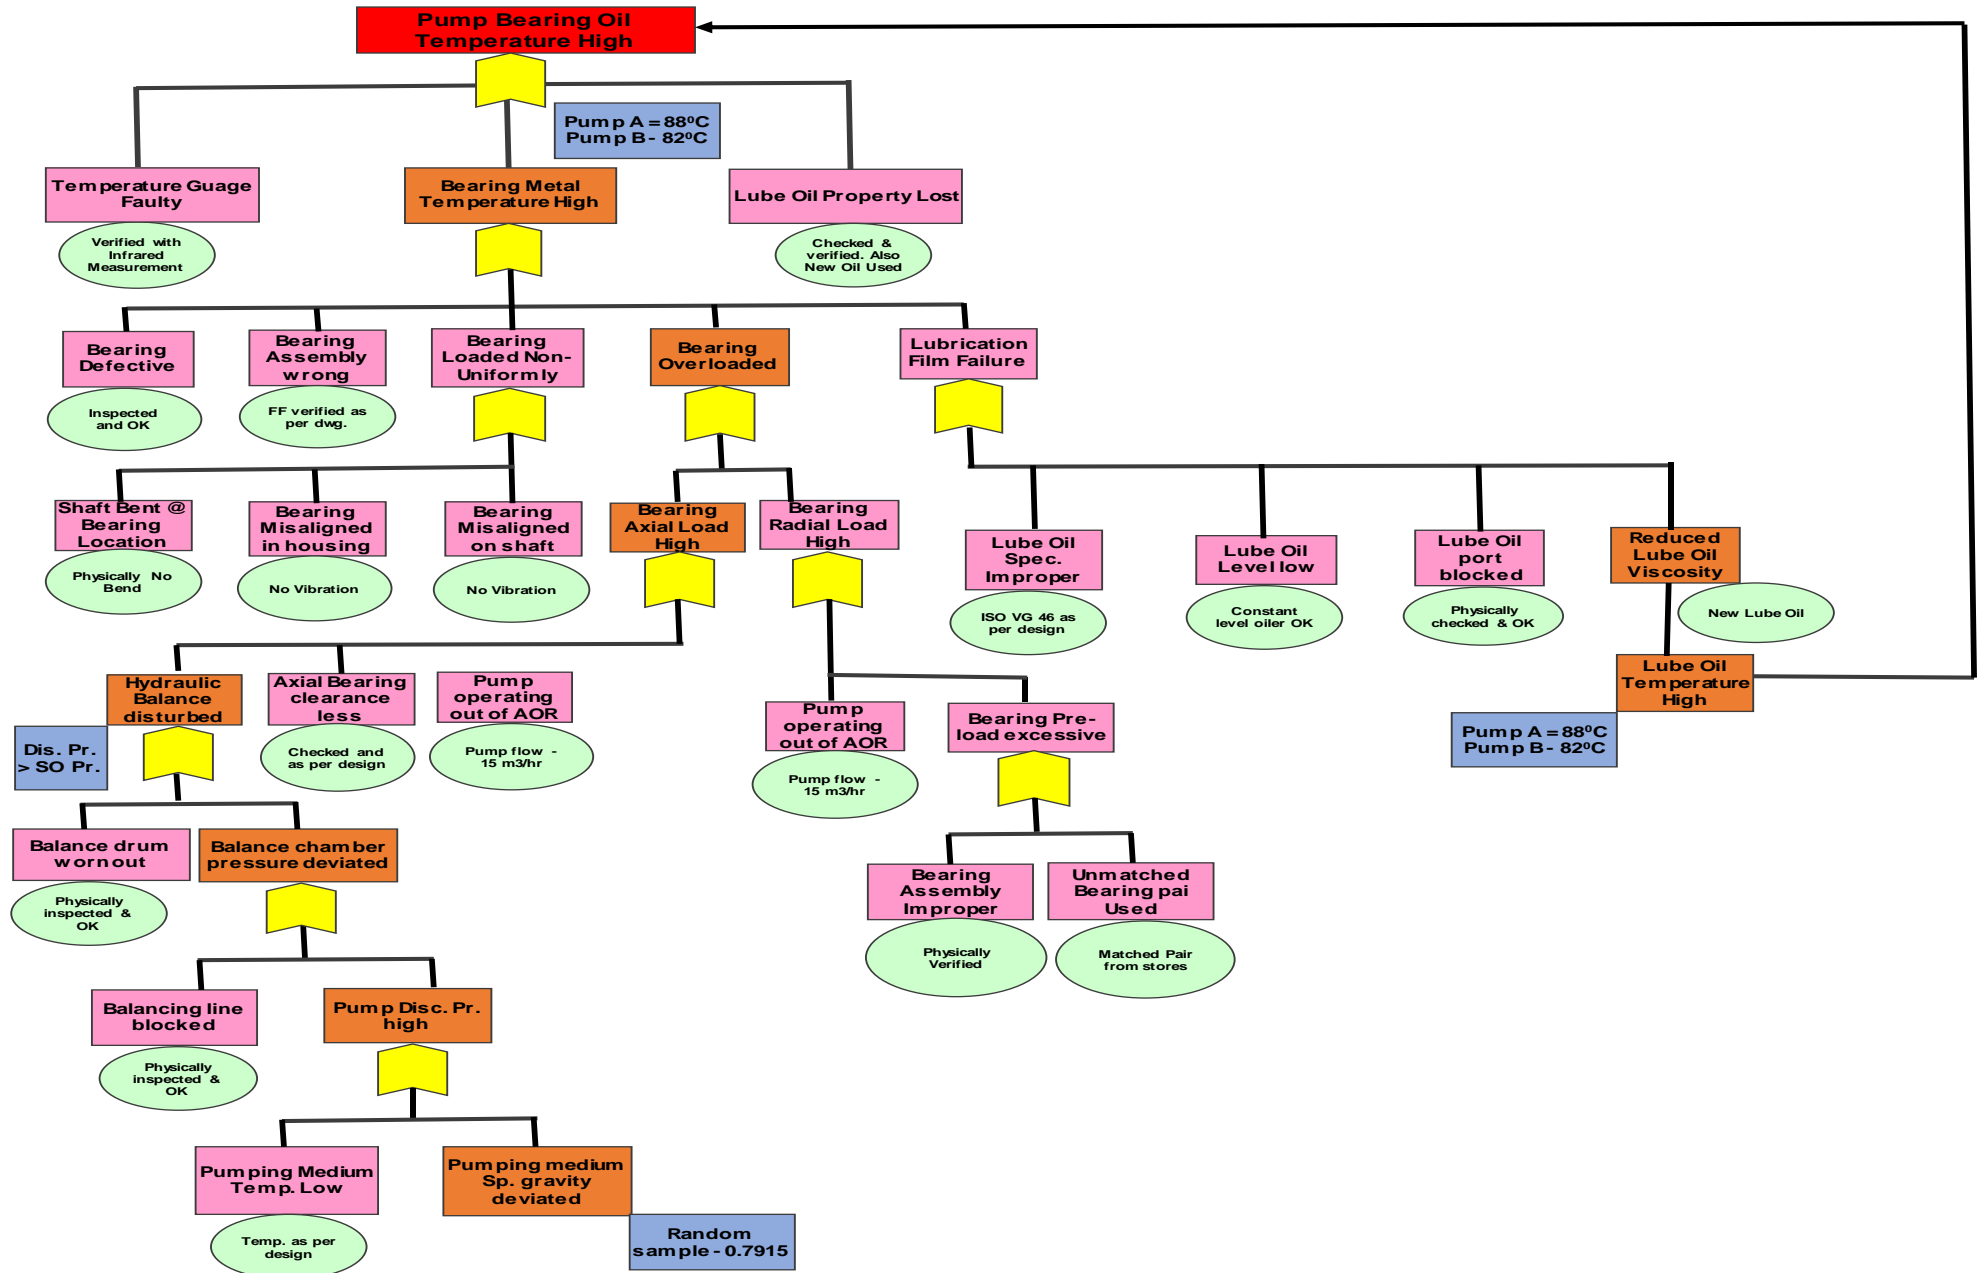 Pump Bearing Oil
Temperature High
Pump A = 88⁰C
Pump B - 82⁰C
Temperature Guage
Faulty
Bearing Metal
Temperature High
Lube Oil Property Lost
Verified with
Infrared
Measurement
Checked &
verified. Also
New Oil Used
Bearing
Defective
Bearing
Assembly
wrong
Bearing
Loaded Non-
Uniformly
Bearing
Overloaded
Lubrication
Film Failure
Inspected
and OK
FF verified as
per dwg.
Shaft Bent @
Bearing
Location
Bearing
Misaligned
in housing
Bearing
Misaligned
on shaft
Bearing
Axial Load
High
Bearing
Radial Load
High
Lube Oil
Spec.
Improper
Lube Oil
Level low
Lube Oil
port
blocked
Reduced
Lube Oil
Viscosity
Physically No
Bend
No Vibration
No Vibration
ISO VG 46 as
per design
Constant
level oiler OK
Physically
checked & OK
New Lube Oil
Lube Oil
Temperature
High
Pump A = 88⁰C
Pump B - 82⁰C
Hydraulic
Balance
disturbed
Axial Bearing
clearance
less
Pump
operating
out of AOR
Pump
operating
out of AOR
Bearing Pre-
load excessive
Dis. Pr.
> SO Pr.
Checked and
as per design
Pump flow -
15 m3/hr
Pump flow -
15 m3/hr
Balance drum
worn out
Balance chamber
pressure deviated
Bearing
Assembly
Improper
Unmatched
Bearing pai
Used
Physically
inspected &
OK
Physically
Verified
Matched Pair
from stores
Balancing line
blocked
Pump Disc. Pr.
high
Physically
inspected &
OK
Pumping Medium
Temp. Low
Pumping medium
Sp. gravity
deviated
Temp. as per
design
Random
sample - 0.7915